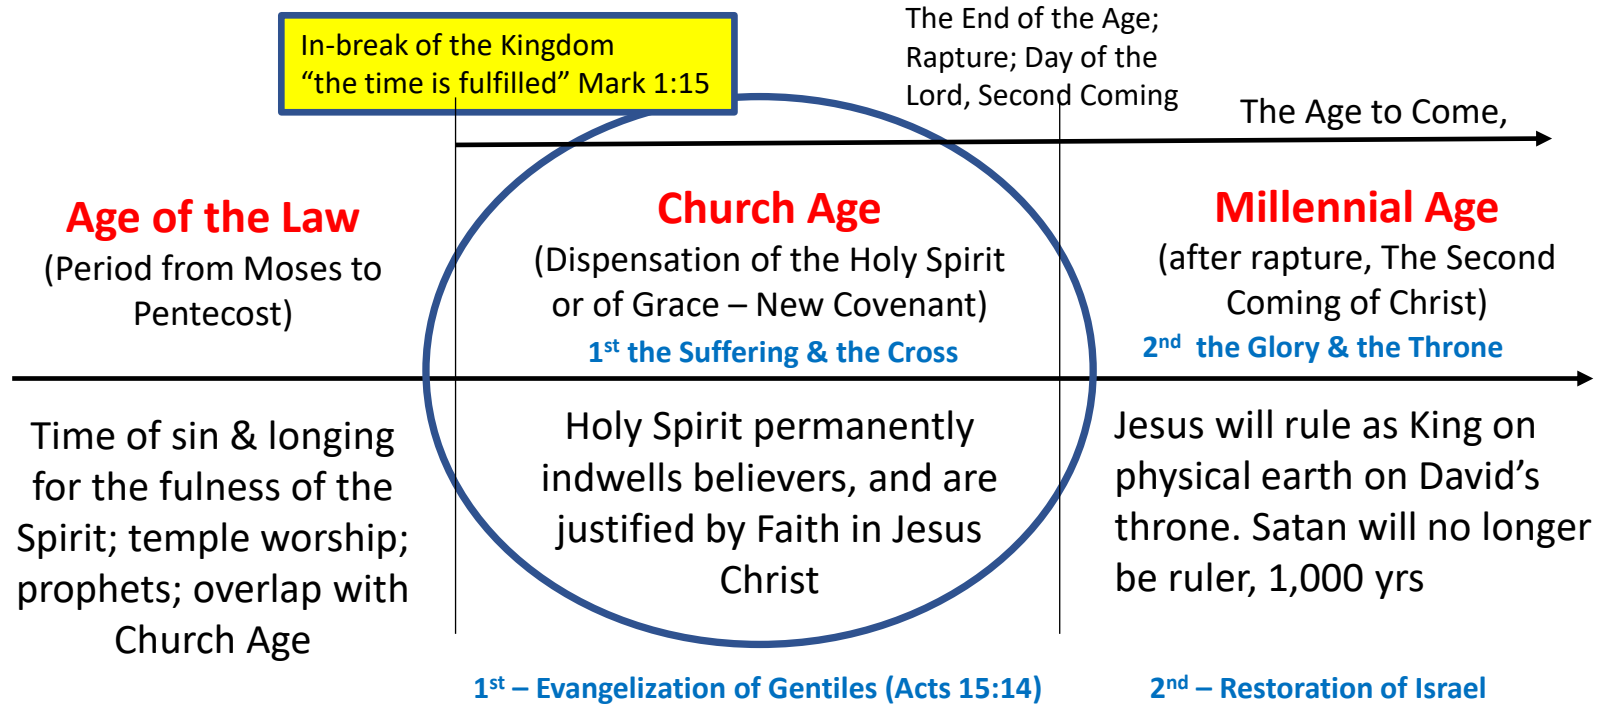 In-break of the Kingdom
“the time is fulfilled” Mark 1:15
The End of the Age;
Rapture; Day of the
Lord, Second Coming
The Age to Come,
Age of the Law
(Period from Moses to
Pentecost)
Church Age
(Dispensation of the Holy Spirit
or of Grace – New Covenant)
1st the Suffering & the Cross
Millennial Age
(after rapture, The Second
Coming of Christ)
2nd the Glory & the Throne
Time of sin & longing
for the fulness of the
Spirit; temple worship;
prophets; overlap with
Church Age
Holy Spirit permanently
indwells believers, and are
justified by Faith in Jesus
Christ
Jesus will rule as King on
physical earth on David’s
throne. Satan will no longer
be ruler, 1,000 yrs
1st – Evangelization of Gentiles (Acts 15:14)
2nd – Restoration of Israel